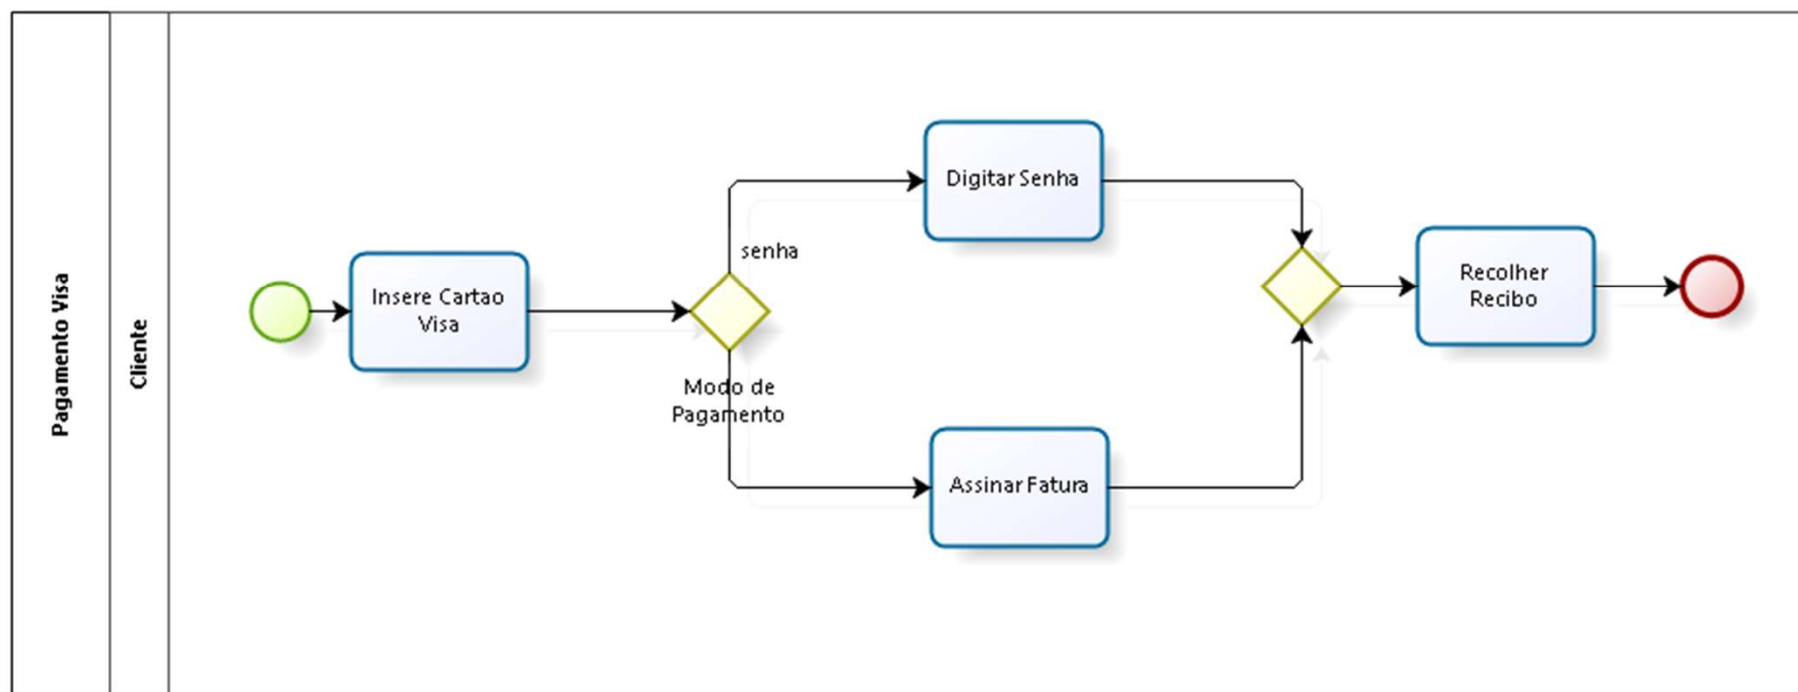 Pagamento Visa
Cliente
Insere Cartao
Visa
senha
Modo de
Pagamento
Digitar Senha
Assinar Fatura
Recolher
Recibo